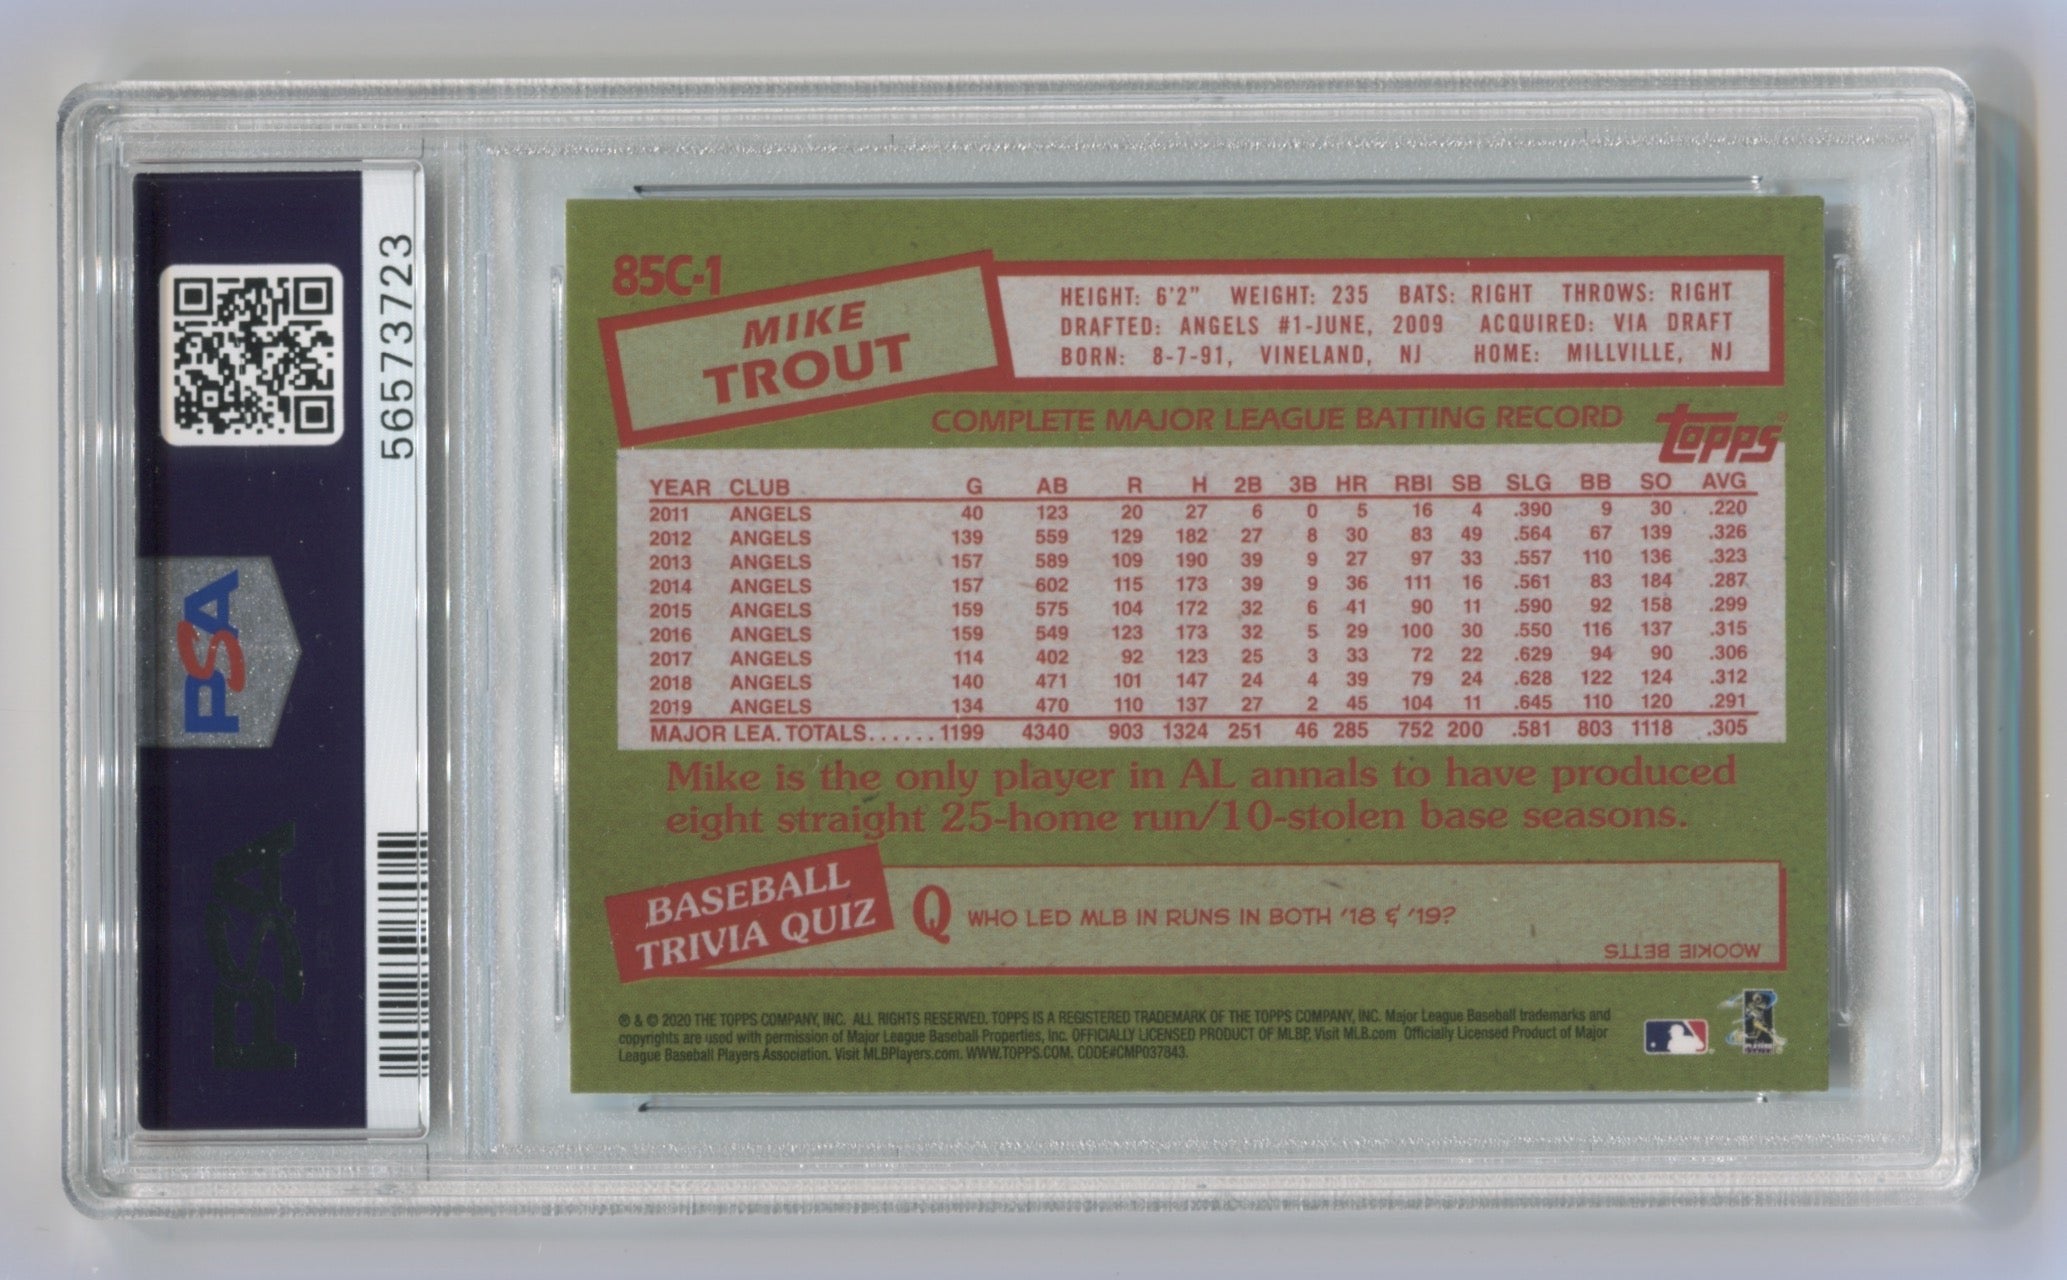 56573723
PSA
PSA
85C-1
MIKE
TROUT
HEIGHT: 6'2" WEIGHT: 235 BATS: RIGHT THROWS: RIGHT
DRAFTED: ANGELS #1-JUNE, 2009 ACQUIRED: VIA DRAFT
BORN: 8-7-91, VINELAND, NJ HOME: MILLVILLE, NJ
COMPLETE MAJOR LEAGUE BATTING RECORD
Topps
YEAR CLUB G AB R H 2B 3B HR RBI SB SLG BB SO AVG
2011 ANGELS 40 123 20 27 6 0 5 16 4 .390 9 30 .220
2012 ANGELS 139 559 129 182 27 8 30 83 49 .564 67 139 .326
2013 ANGELS 157 589 109 190 39 9 27 97 33 .557 110 136 .323
2014 ANGELS 157 602 115 173 39 9 36 111 16 .561 83 184 .287
2015 ANGELS 159 575 104 172 32 6 41 90 11 .590 92 158 .299
2016 ANGELS 159 549 123 173 32 5 29 100 30 .550 116 137 .315
2017 ANGELS 114 402 92 123 25 3 33 72 22 .629 94 90 .306
2018 ANGELS 140 471 101 147 24 4 39 79 24 .628 122 124 .312
2019 ANGELS 134 470 110 137 27 2 45 104 11 .645 110 120 .291
MAJOR LEA. TOTALS......1199 4340 903 1324 251 46 285 752 200 .581 803 1118 .305
Mike is the only player in AL annals to have produced
eight straight 25-home run/10-stolen base seasons.
BASEBALL
TRIVIA QUIZ
Q WHO LED MLB IN RUNS IN BOTH '18 & '19?
MOOKIE BETTS
® & © 2020 THE TOPPS COMPANY, INC. ALL RIGHTS RESERVED. TOPPS IS A REGISTERED TRADEMARK OF THE TOPPS COMPANY, INC. Major League Baseball trademarks and
copyrights are used with permission of Major League Baseball Properties, Inc. OFFICIALLY LICENSED PRODUCT OF MLBP. Visit MLB.com Officially Licensed Product of Major
League Baseball Players Association. Visit MLBPlayers.com. WWW.TOPPS.COM. CODE#CMP037843.